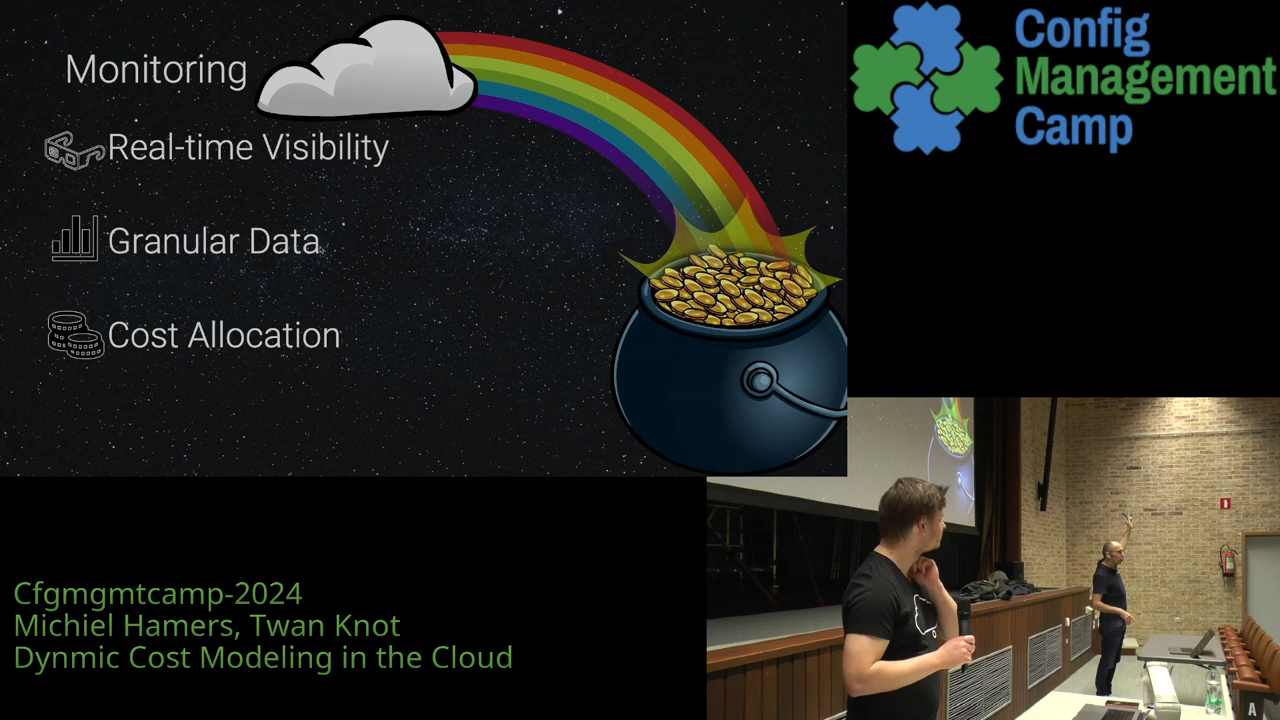 Monitoring
Real-time Visibility
Granular Data
Cost Allocation
Config
Management
Camp
Cfgmgmtcamp-2024
Michiel Hamers, Twan Knot
Dynmic Cost Modeling in the Cloud
A